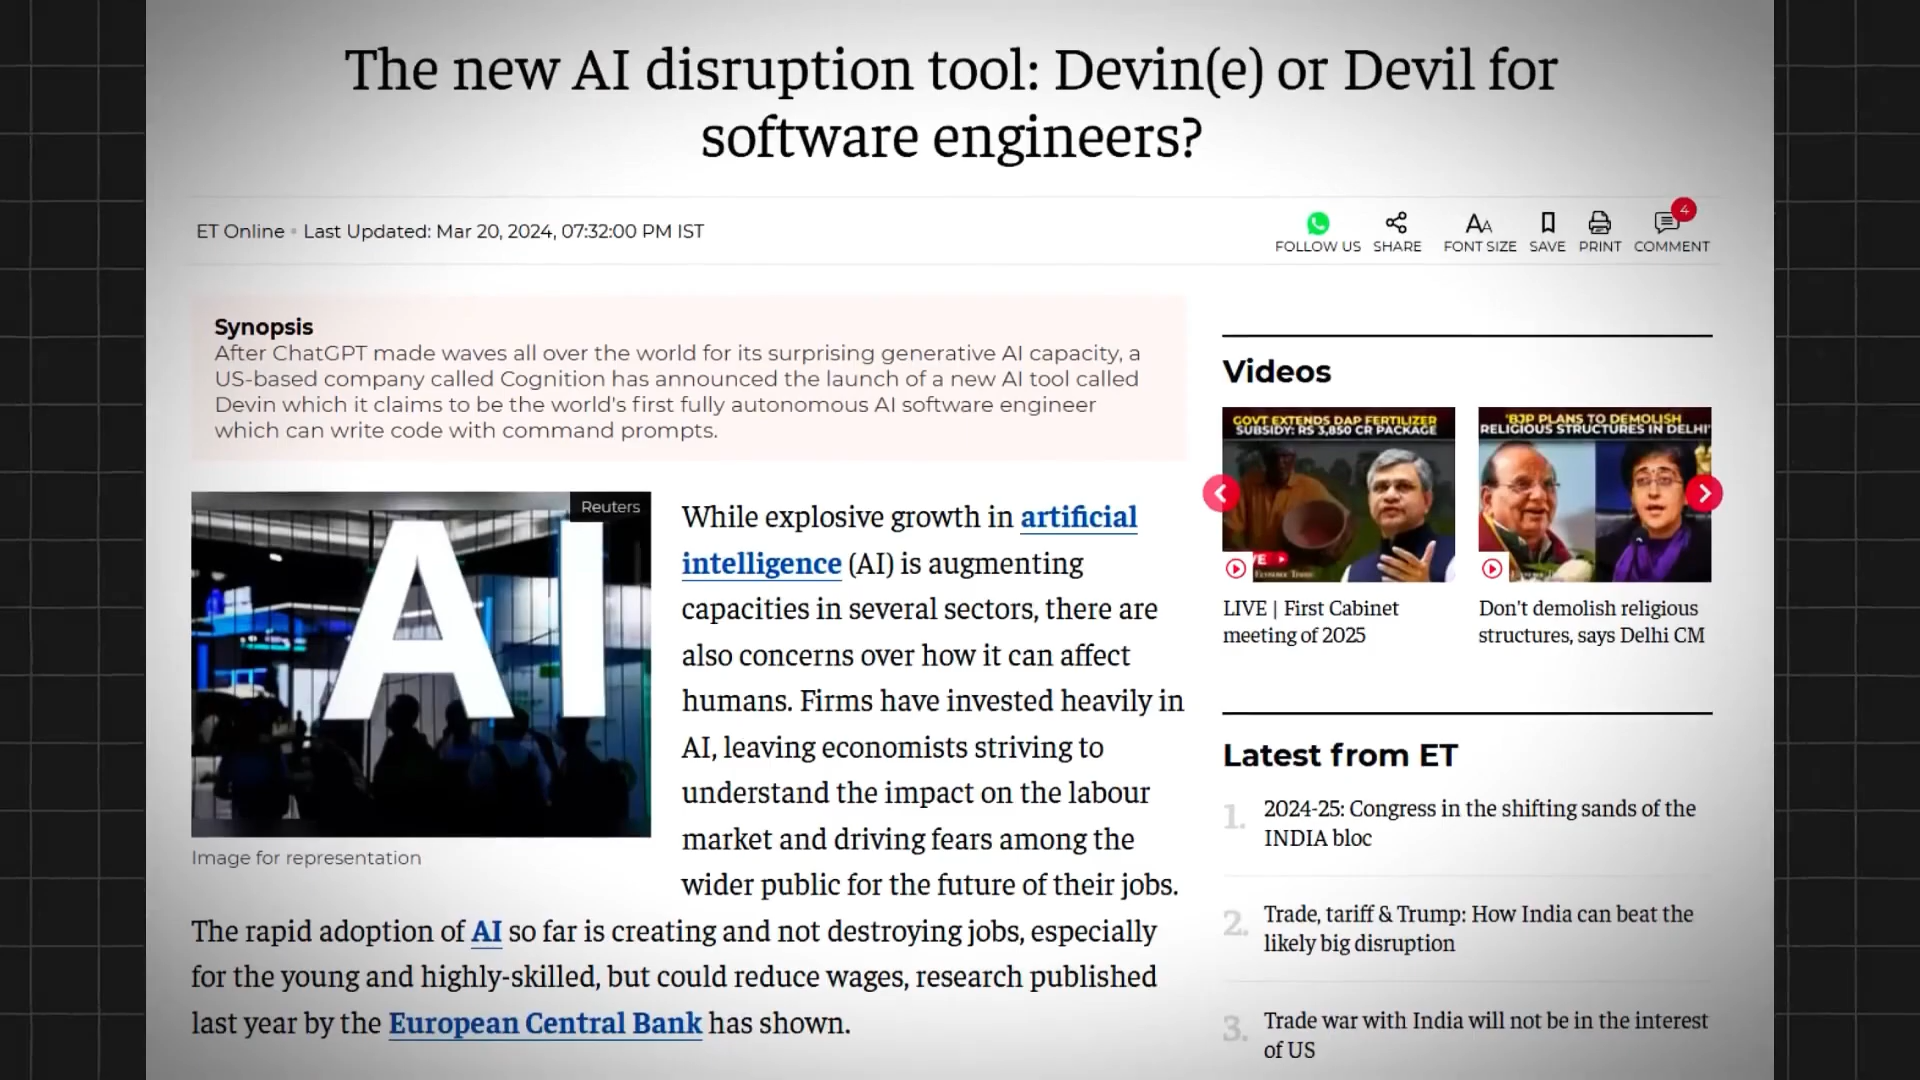 The new AI disruption tool: Devin(e) or Devil for
software engineers?
ET Online • Last Updated: Mar 20, 2024, 07:32:00 PM IST
FOLLOW US
SHARE
FONT SIZE
SAVE
PRINT
4
COMMENT
Synopsis
After ChatGPT made waves all over the world for its surprising generative AI capacity, a
US-based company called Cognition has announced the launch of a new AI tool called
Devin which it claims to be the world's first fully autonomous AI software engineer
which can write code with command prompts.
Reuters
AI
Image for representation
While explosive growth in artificial
intelligence (AI) is augmenting
capacities in several sectors, there are
also concerns over how it can affect
humans. Firms have invested heavily in
AI, leaving economists striving to
understand the impact on the labour
market and driving fears among the
wider public for the future of their jobs.
The rapid adoption of AI so far is creating and not destroying jobs, especially
for the young and highly-skilled, but could reduce wages, research published
last year by the European Central Bank has shown.
Videos
GOVT EXTENDS DAP FERTILIZER
SUBSIDY: RS 3,850 CR PACKAGE
LIVE | First Cabinet
meeting of 2025
'BJP PLANS TO DEMOLISH
RELIGIOUS STRUCTURES IN DELHI'
Don't demolish religious
structures, says Delhi CM
Latest from ET
1. 2024-25: Congress in the shifting sands of the
INDIA bloc
2. Trade, tariff & Trump: How India can beat the
likely big disruption
3. Trade war with India will not be in the interest
of US